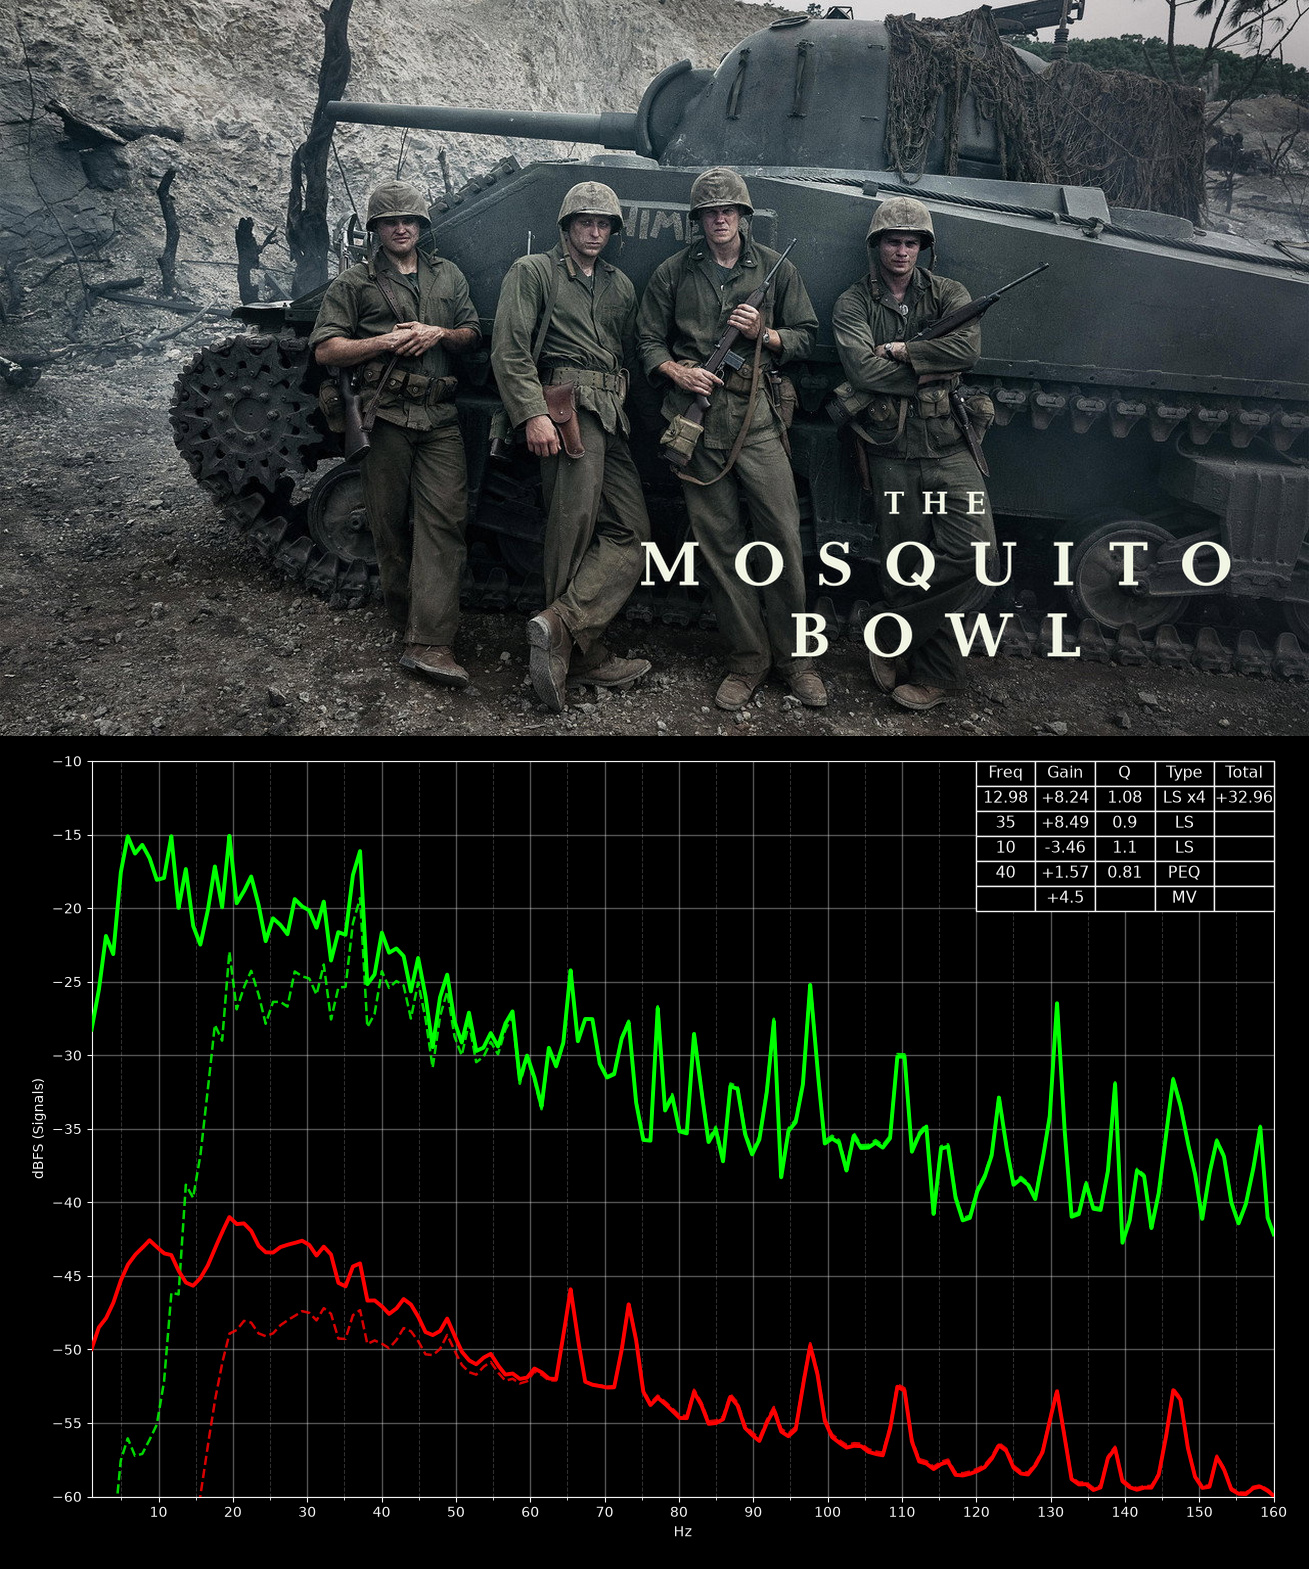 THE
MOSQUITO
BOWL
Freq Gain Q Type Total
12.98 +8.24 1.08 LS x4 +32.96
35 +8.49 0.9 LS
10 -3.46 1.1 LS
40 +1.57 0.81 PEQ
+4.5 MV
−10
−15
−20
−25
−30
−35
−40
−45
−50
−55
−60
dBFS (Signals)
10 20 30 40 50 60 70 80 90 100 110 120 130 140 150 160
Hz